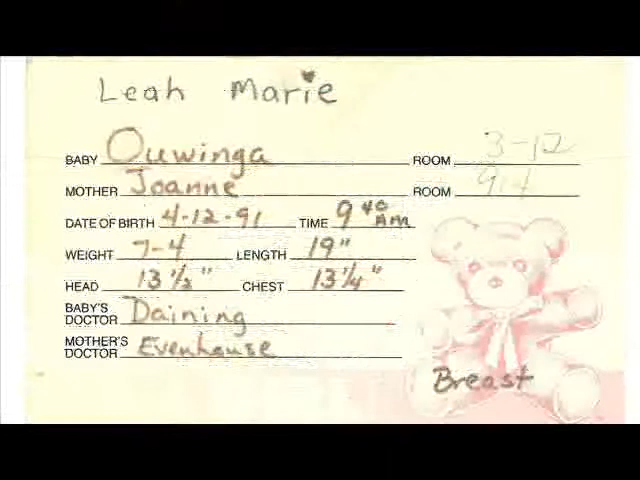 Leah Marie
BABY Ouwinga ROOM 3-12
MOTHER Joanne ROOM 9-4
DATE OF BIRTH 4-12-91 TIME 9 40 AM
WEIGHT 7-4 LENGTH 19"
HEAD 13 1/2" CHEST 13 1/4"
BABY'S
DOCTOR Daining
MOTHER'S
DOCTOR Evenhouse
Breast